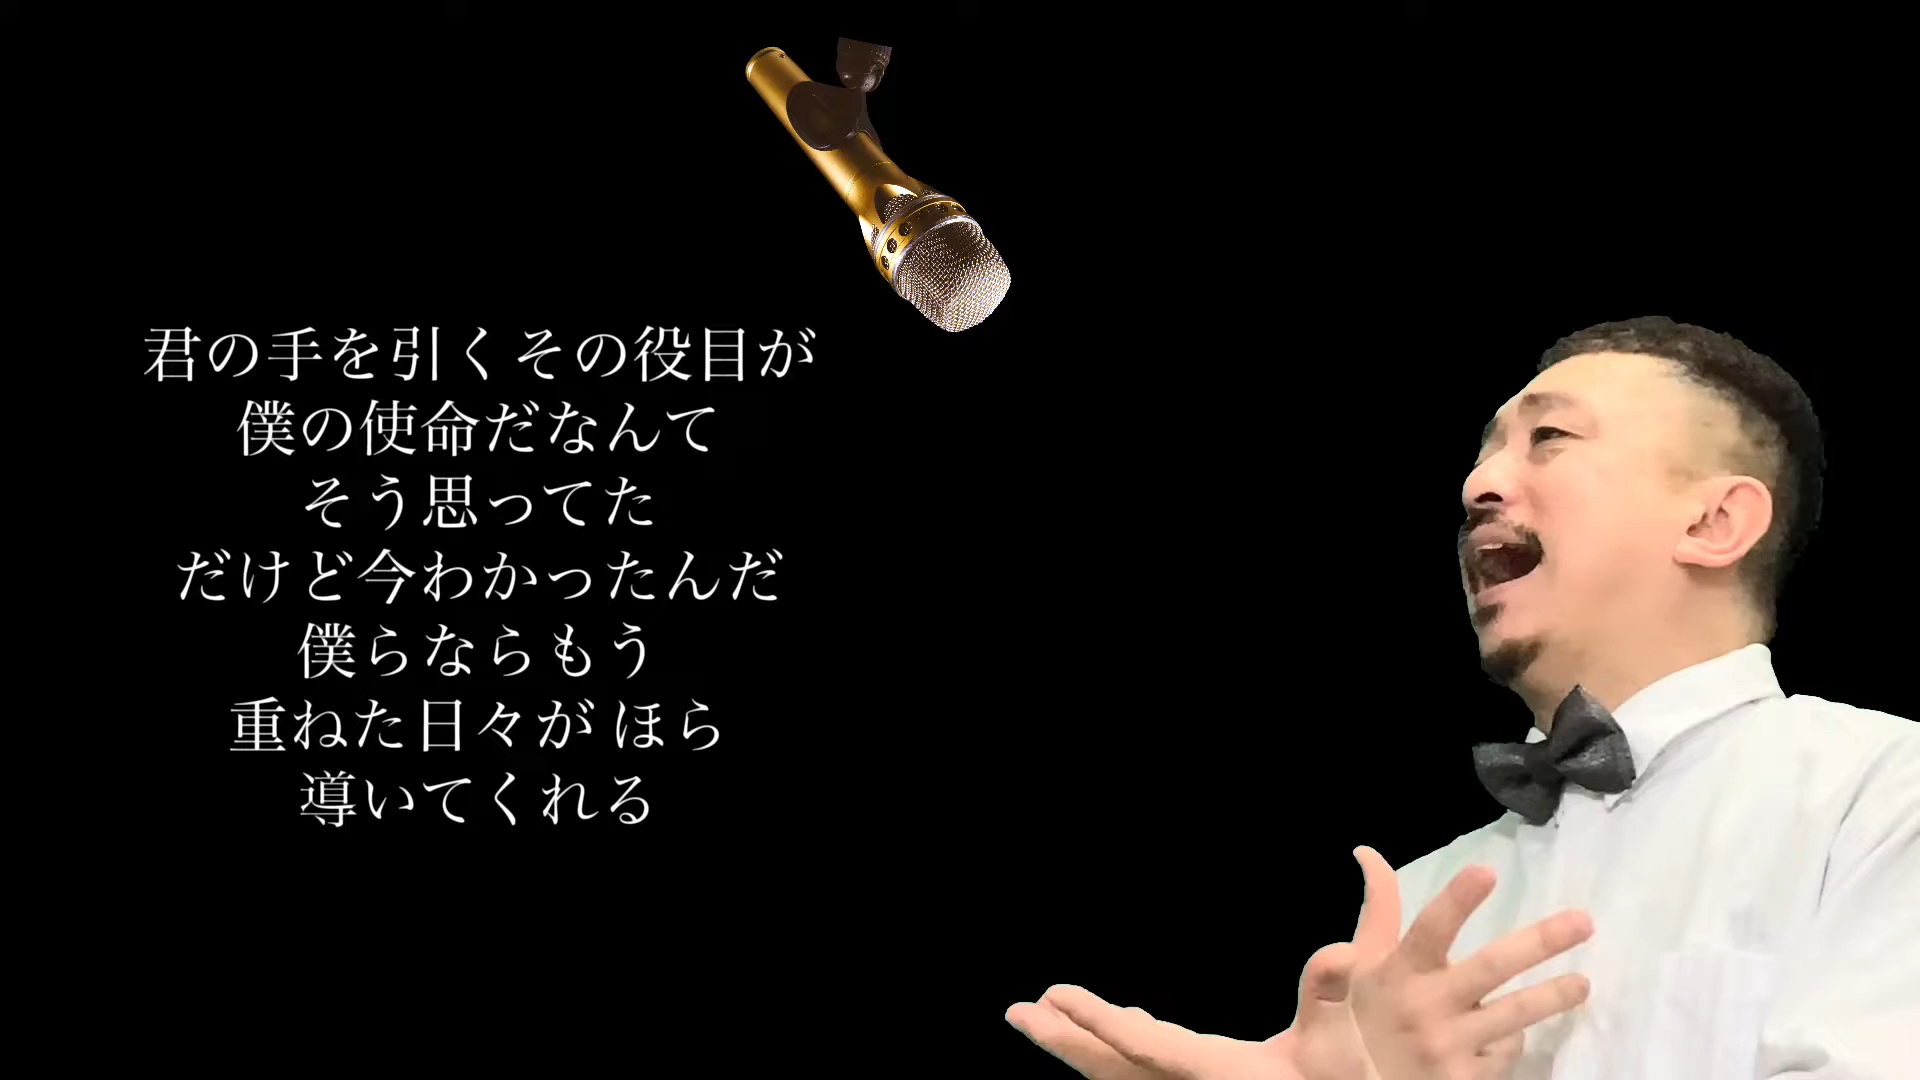 君の手を引くその役目が
僕の使命だなんて
そう思ってた
だけど今わかったんだ
僕らならもう
重ねた日々が ほら
導いてくれる